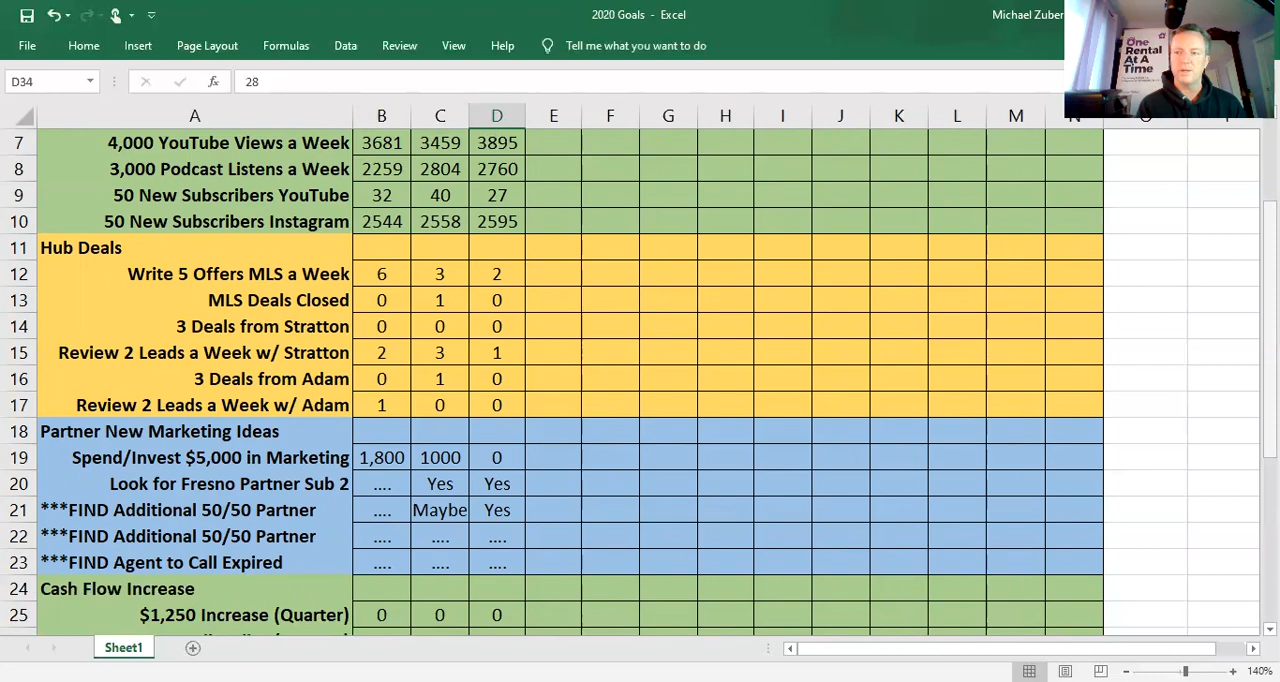 2020 Goals - Excel
Michael Zuber
File Home Insert Page Layout Formulas Data Review View Help Tell me what you want to do
D34 fx 28
One
Rental
At A
Time
A B C D E F G H I J K L M N
7 4,000 YouTube Views a Week 3681 3459 3895
8 3,000 Podcast Listens a Week 2259 2804 2760
9 50 New Subscribers YouTube 32 40 27
10 50 New Subscribers Instagram 2544 2558 2595
11 Hub Deals
12 Write 5 Offers MLS a Week 6 3 2
13 MLS Deals Closed 0 1 0
14 3 Deals from Stratton 0 0 0
15 Review 2 Leads a Week w/ Stratton 2 3 1
16 3 Deals from Adam 0 1 0
17 Review 2 Leads a Week w/ Adam 1 0 0
18 Partner New Marketing Ideas
19 Spend/Invest $5,000 in Marketing 1,800 1000 0
20 Look for Fresno Partner Sub 2 .... Yes Yes
21 ***FIND Additional 50/50 Partner .... Maybe Yes
22 ***FIND Additional 50/50 Partner .... .... ....
23 ***FIND Agent to Call Expired .... .... ....
24 Cash Flow Increase
25 $1,250 Increase (Quarter) 0 0 0
Sheet1
140%